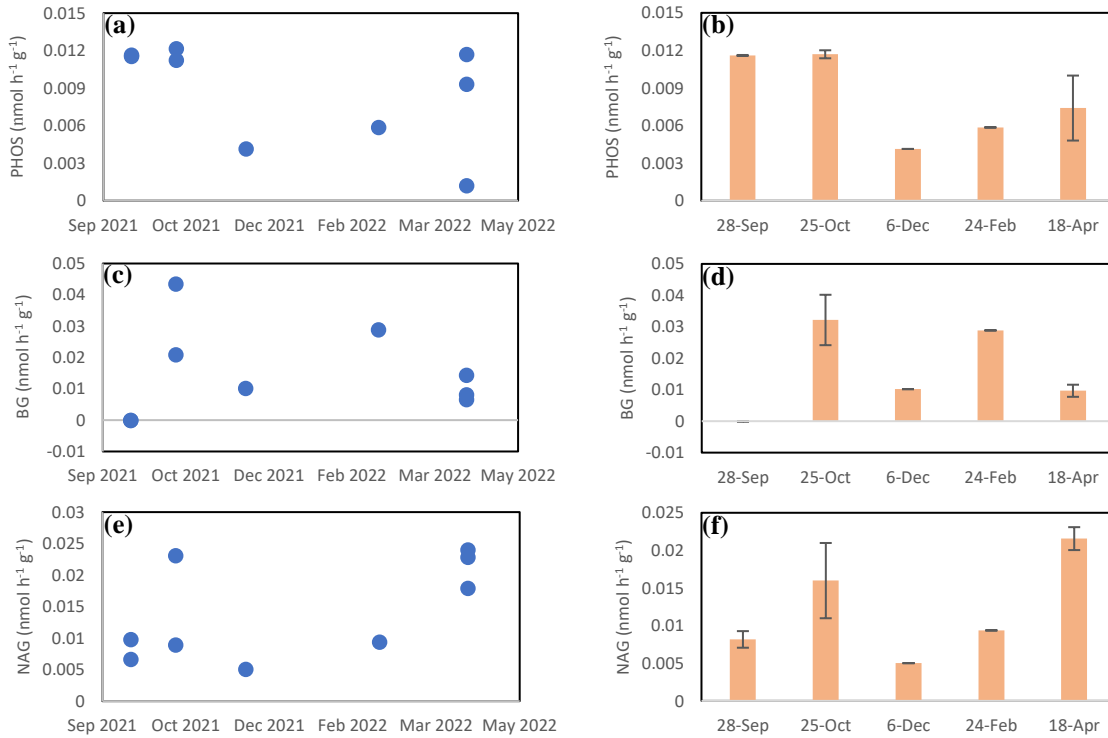 (a)
PHOS (nmol h⁻¹ g⁻¹)
0.015
0.012
0.009
0.006
0.003
0
Sep 2021 Oct 2021 Dec 2021 Feb 2022 Mar 2022 May 2022
(b)
PHOS (nmol h⁻¹ g⁻¹)
0.015
0.012
0.009
0.006
0.003
0
28-Sep 25-Oct 6-Dec 24-Feb 18-Apr
(c)
BG (nmol h⁻¹ g⁻¹)
0.05
0.04
0.03
0.02
0.01
0
-0.01
Sep 2021 Oct 2021 Dec 2021 Feb 2022 Mar 2022 May 2022
(d)
BG (nmol h⁻¹ g⁻¹)
0.05
0.04
0.03
0.02
0.01
0
-0.01
28-Sep 25-Oct 6-Dec 24-Feb 18-Apr
(e)
NAG (nmol h⁻¹ g⁻¹)
0.03
0.025
0.02
0.015
0.01
0.005
0
Sep 2021 Oct 2021 Dec 2021 Feb 2022 Mar 2022 May 2022
(f)
NAG (nmol h⁻¹ g⁻¹)
0.025
0.02
0.015
0.01
0.005
0
28-Sep 25-Oct 6-Dec 24-Feb 18-Apr